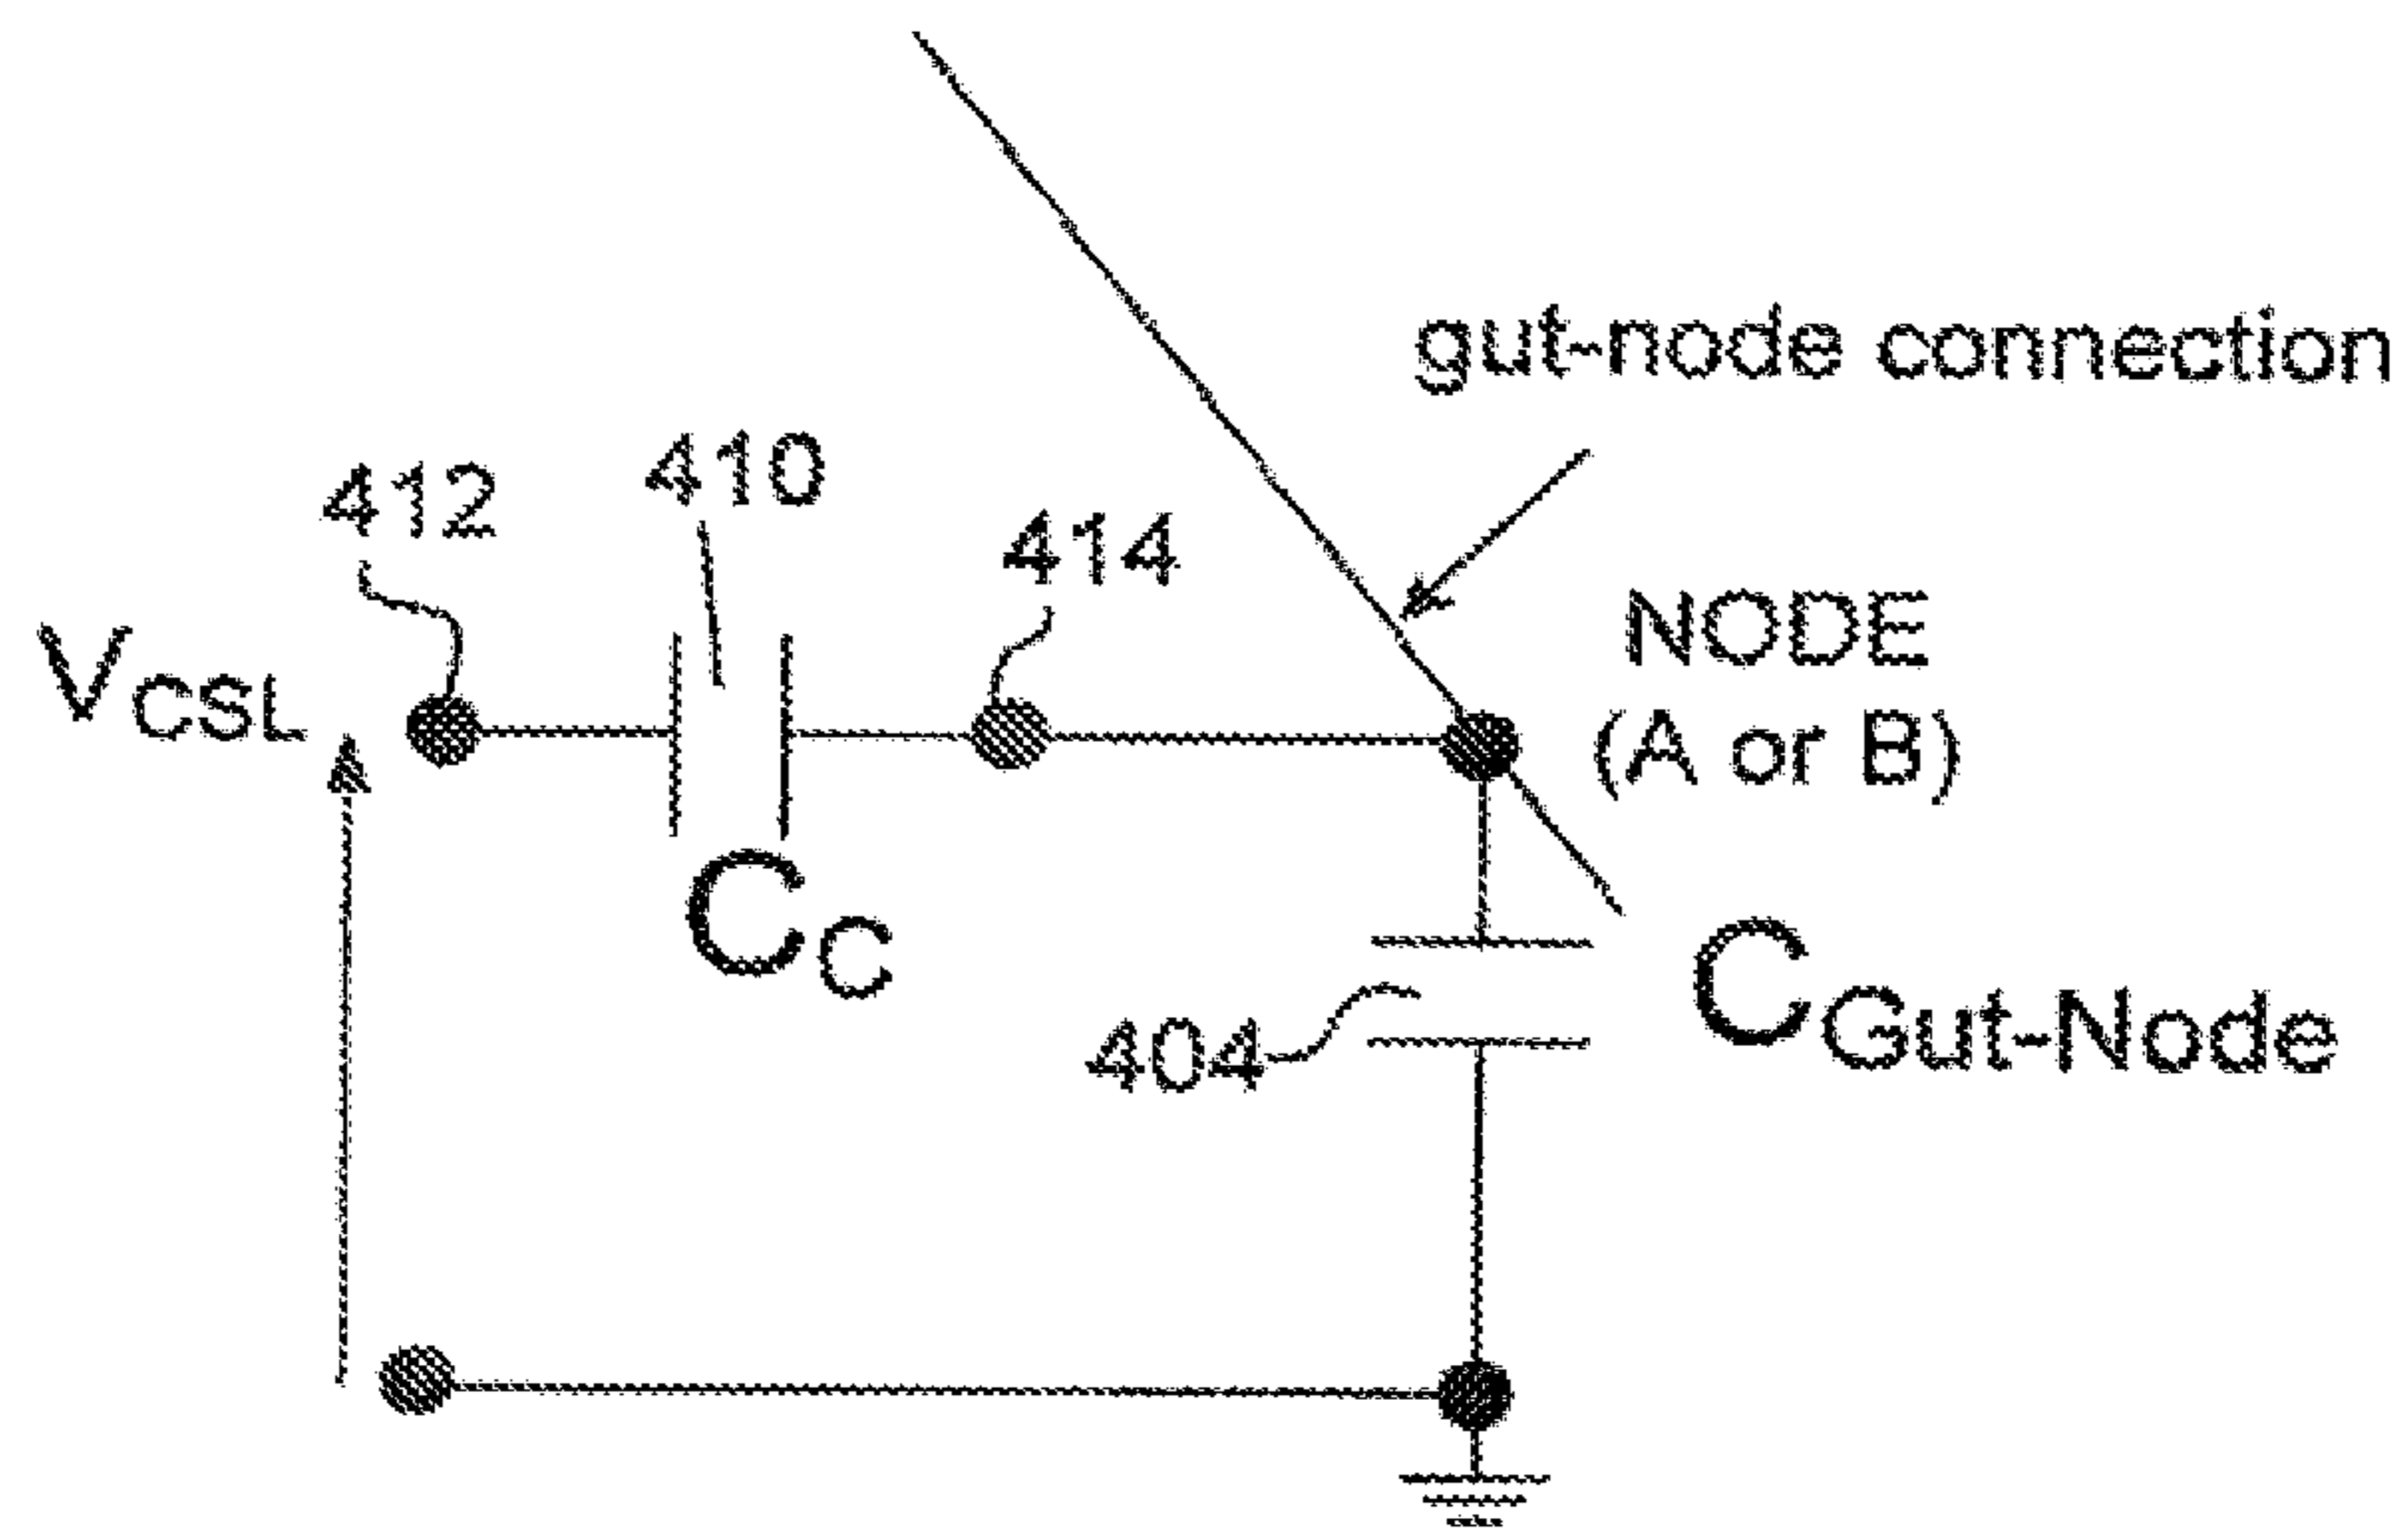 gut-node connection
410
412
414
NODE
(A or B)
VCSL
CC
CGut-Node
404